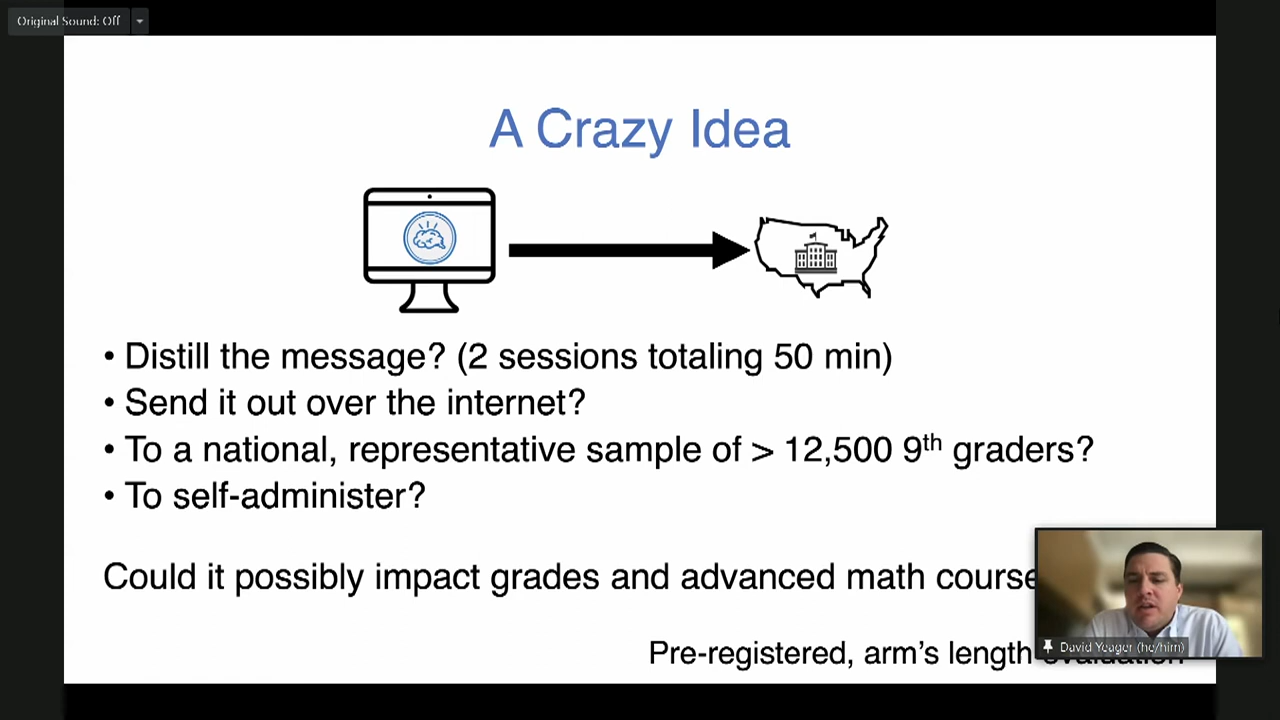 Original Sound: Off
A Crazy Idea
• Distill the message? (2 sessions totaling 50 min)
• Send it out over the internet?
• To a national, representative sample of > 12,500 9th graders?
• To self-administer?
Could it possibly impact grades and advanced math course
Pre-registered, arm's length evaluation
David Yeager (he/him)